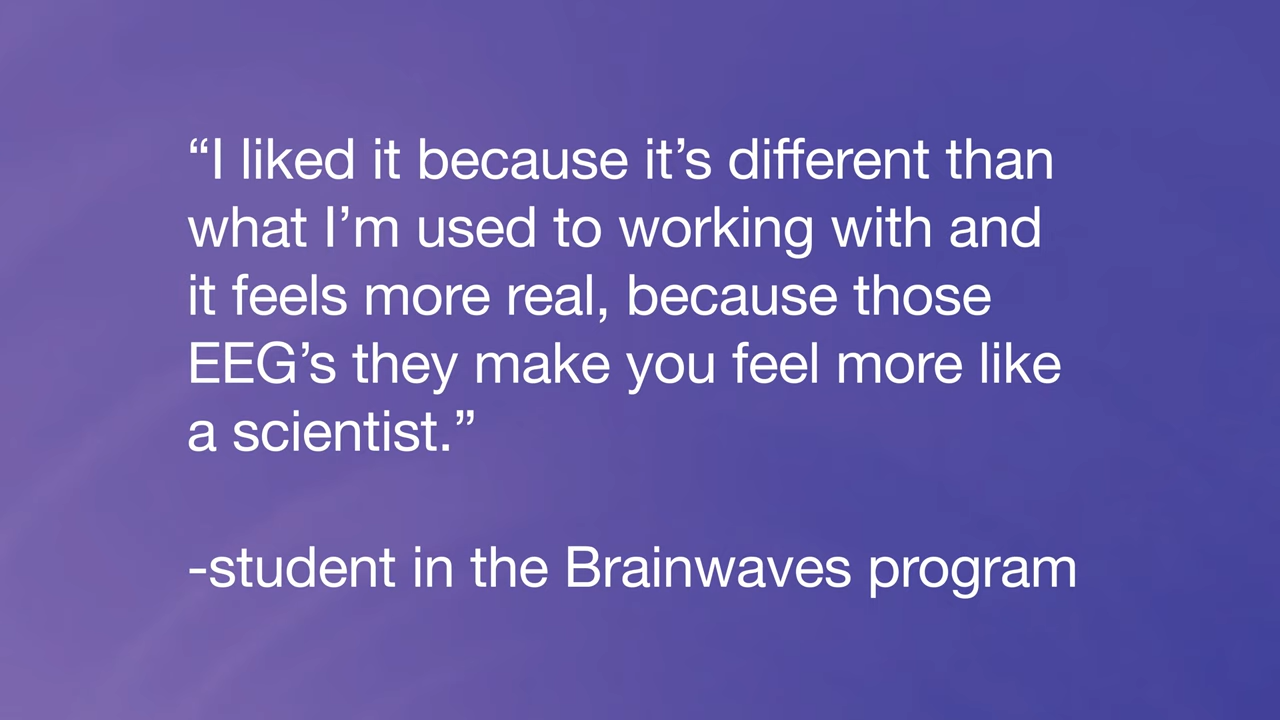 “I liked it because it’s different than
what I’m used to working with and
it feels more real, because those
EEG’s they make you feel more like
a scientist.”
-student in the Brainwaves program